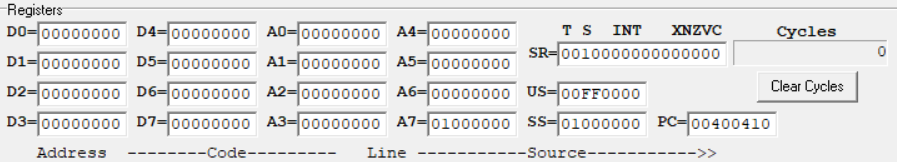 Registers
D0= 00000000 D4= 00000000 A0= 00000000 A4= 00000000 T S INT XNZVC Cycles
D1= 00000000 D5= 00000000 A1= 00000000 A5= 00000000 SR= 0010000000000000 0
D2= 00000000 D6= 00000000 A2= 00000000 A6= 00000000 US= 00FF0000 Clear Cycles
D3= 00000000 D7= 00000000 A3= 00000000 A7= 01000000 SS= 01000000 PC= 00400410
Address --------Code--------- Line -----------Source----------->>